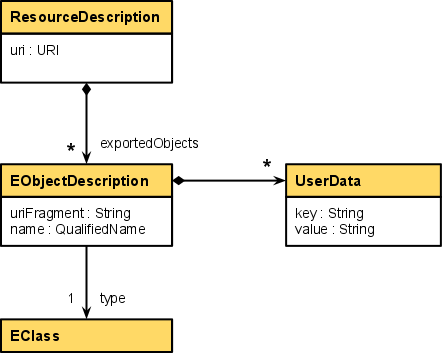 ResourceDescription
uri : URI
* exportedObjects
EObjectDescription
uriFragment : String
name : QualifiedName
*
UserData
key : String
value : String
1 type
EClass